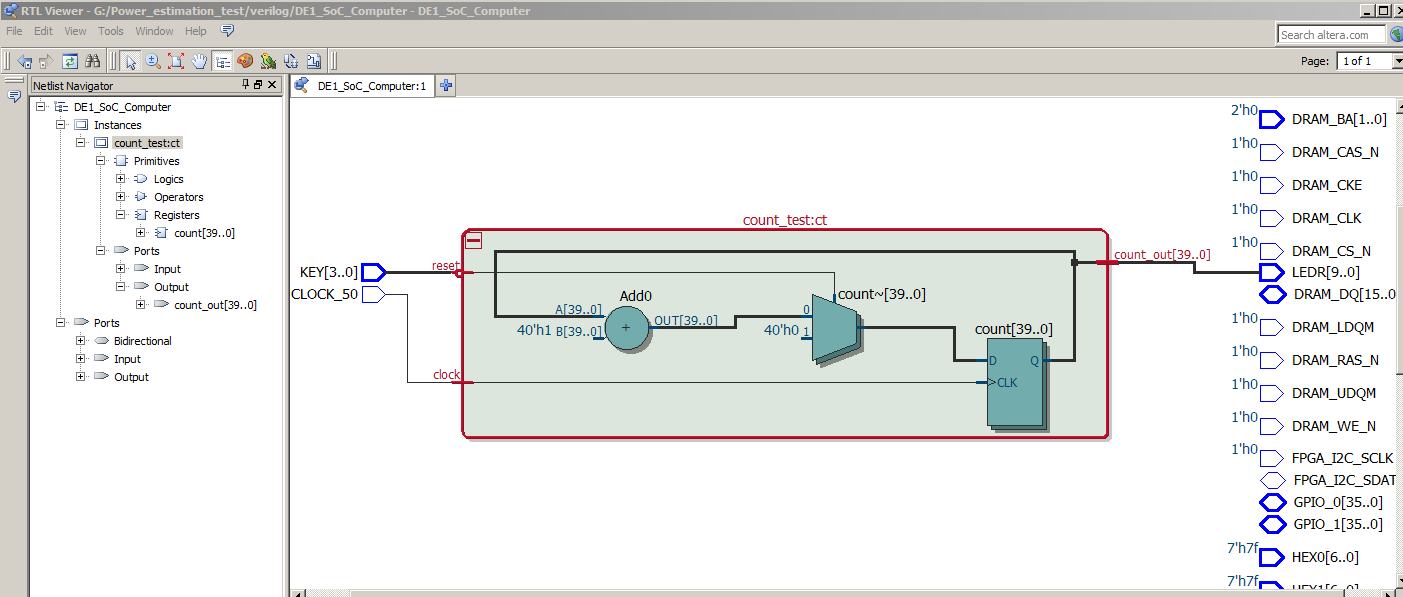 RTL Viewer - G:/Power_estimation_test/verilog/DE1_SoC_Computer - DE1_SoC_Computer
File Edit View Tools Window Help
Search altera.com
Page: 1 of 1
Netlist Navigator
DE1_SoC_Computer:1
DE1_SoC_Computer
Instances
count_test:ct
Primitives
Logics
Operators
Registers
count[39..0]
Ports
Input
Output
count_out[39..0]
Ports
Bidirectional
Input
Output
count_test:ct
KEY[3..0]
CLOCK_50
reset
clock
Add0
A[39..0]
40'h1 B[39..0]
+
OUT[39..0]
count~[39..0]
0
40'h0 1
count[39..0]
D Q
CLK
count_out[39..0]
2'h0 DRAM_BA[1..0]
1'h0 DRAM_CAS_N
1'h0 DRAM_CKE
1'h0 DRAM_CLK
1'h0 DRAM_CS_N
LEDR[9..0]
DRAM_DQ[15..0
1'h0 DRAM_LDQM
1'h0 DRAM_RAS_N
1'h0 DRAM_UDQM
1'h0 DRAM_WE_N
1'h0 FPGA_I2C_SCLK
FPGA_I2C_SDAT
GPIO_0[35..0]
GPIO_1[35..0]
7'h7f HEX0[6..0]
7'h7f HEX1[6..0]